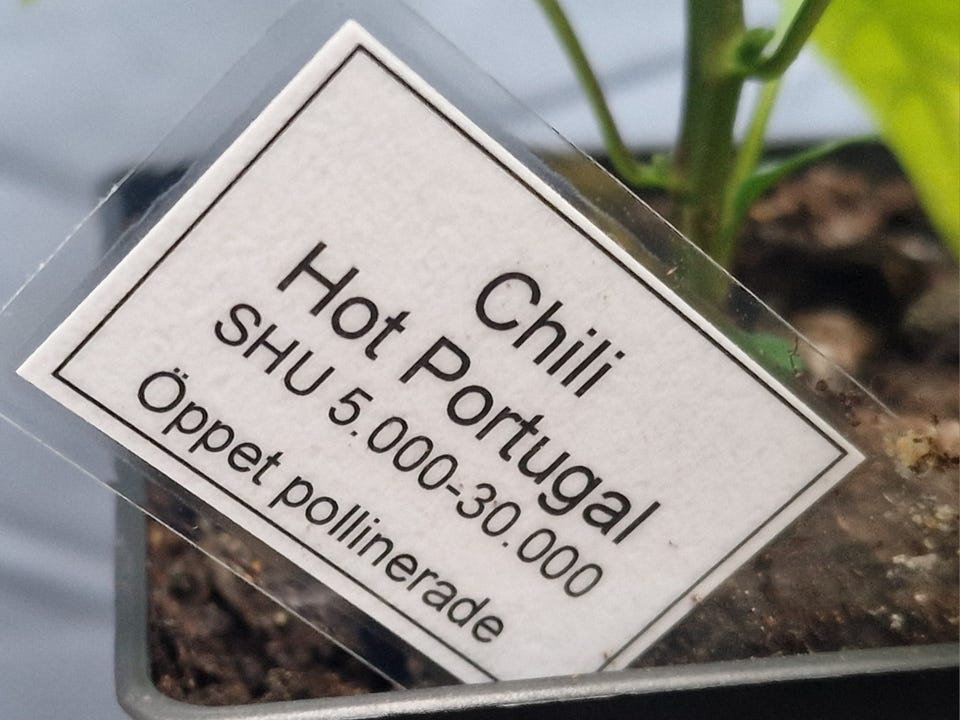 Chili
Hot Portugal
SHU 5.000-30.000
Öppet pollinerade